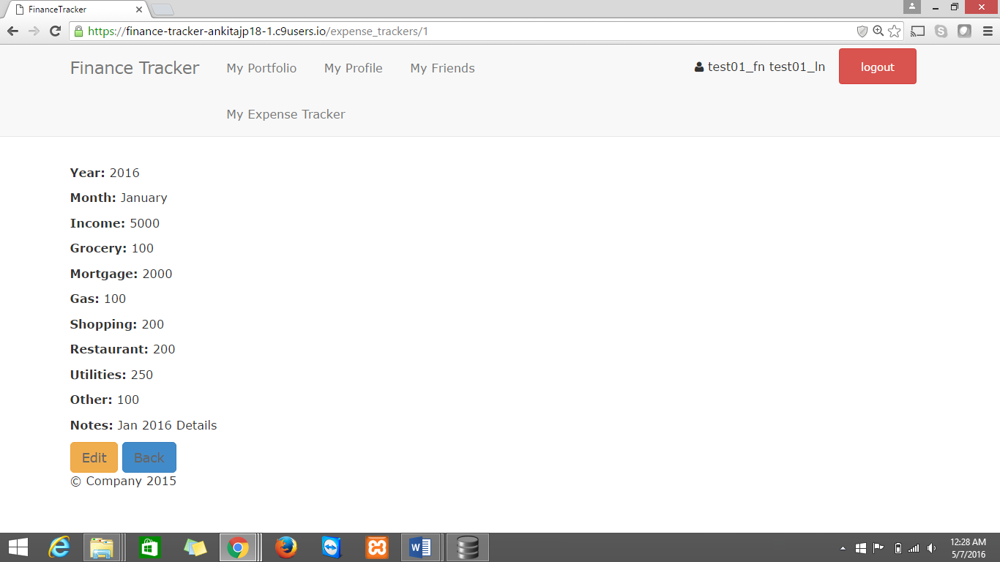 FinanceTracker
https://finance-tracker-ankitajp18-1.c9users.io/expense_trackers/1
Finance Tracker My Portfolio My Profile My Friends test01_fn test01_ln logout
My Expense Tracker
Year: 2016
Month: January
Income: 5000
Grocery: 100
Mortgage: 2000
Gas: 100
Shopping: 200
Restaurant: 200
Utilities: 250
Other: 100
Notes: Jan 2016 Details
Edit Back
© Company 2015
12:28 AM
5/7/2016